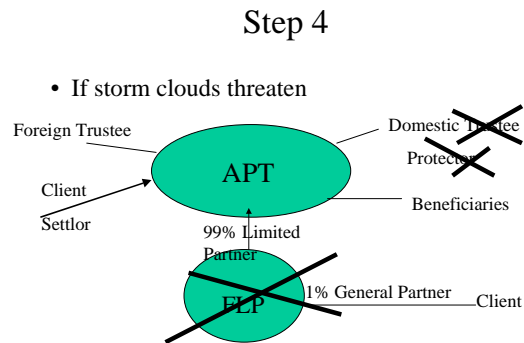 Step 4
• If storm clouds threaten
Foreign Trustee
Domestic Trustee
Protector
APT
Client
Settlor
Beneficiaries
99% Limited
Partner
FLP
1% General Partner
Client